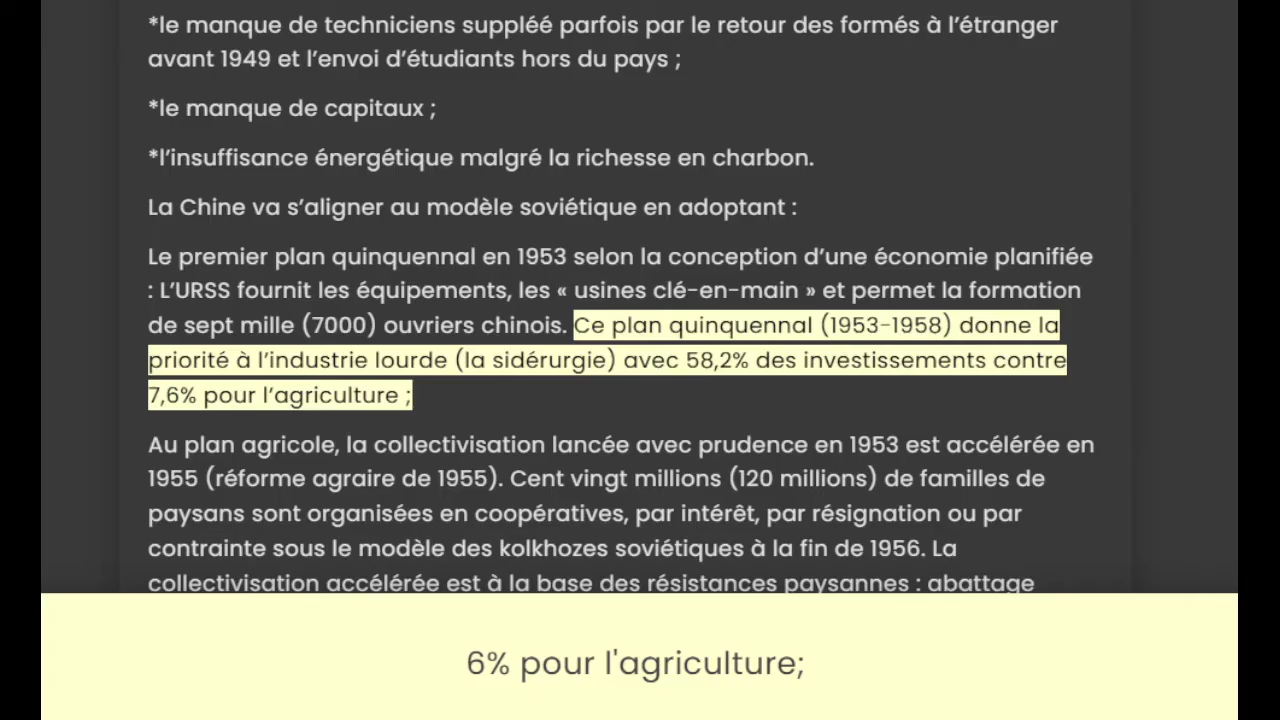 *le manque de techniciens suppléé parfois par le retour des formés à l’étranger
avant 1949 et l’envoi d’étudiants hors du pays ;
*le manque de capitaux ;
*l’insuffisance énergétique malgré la richesse en charbon.
La Chine va s’aligner au modèle soviétique en adoptant :
Le premier plan quinquennal en 1953 selon la conception d’une économie planifiée
: L’URSS fournit les équipements, les « usines clé-en-main » et permet la formation
de sept mille (7000) ouvriers chinois. Ce plan quinquennal (1953-1958) donne la
priorité à l’industrie lourde (la sidérurgie) avec 58,2% des investissements contre
7,6% pour l’agriculture ;
Au plan agricole, la collectivisation lancée avec prudence en 1953 est accélérée en
1955 (réforme agraire de 1955). Cent vingt millions (120 millions) de familles de
paysans sont organisées en coopératives, par intérêt, par résignation ou par
contrainte sous le modèle des kolkhozes soviétiques à la fin de 1956. La
collectivisation accélérée est à la base des résistances paysannes : abattage
6% pour l'agriculture;